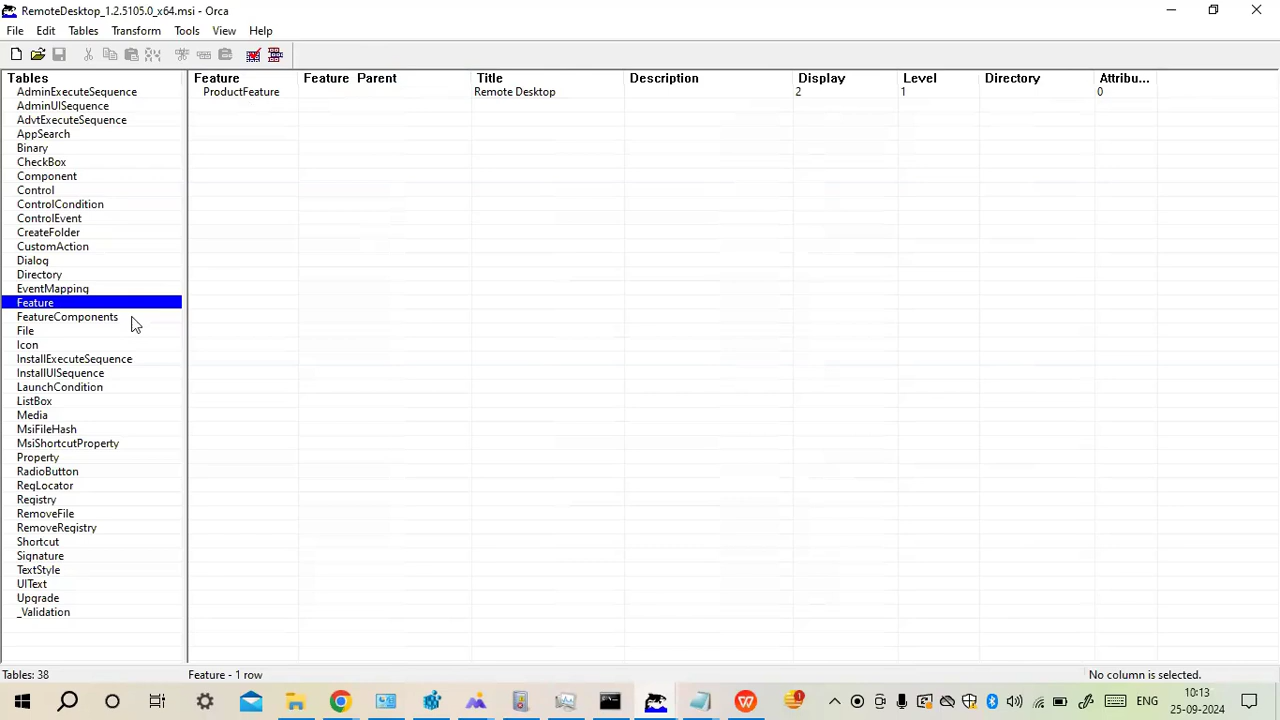 RemoteDesktop_1.2.5105.0_x64.msi - Orca
File Edit Tables Transform Tools View Help
Tables
AdminExecuteSequence
AdminUISequence
AdvtExecuteSequence
AppSearch
Binary
CheckBox
Component
Control
ControlCondition
ControlEvent
CreateFolder
CustomAction
Dialog
Directory
EventMapping
Feature
FeatureComponents
File
Icon
InstallExecuteSequence
InstallUISequence
LaunchCondition
ListBox
Media
MsiFileHash
MsiShortcutProperty
Property
RadioButton
RegLocator
Registry
RemoveFile
RemoveRegistry
Shortcut
Signature
TextStyle
UIText
Upgrade
_Validation
Feature Feature_Parent Title Description Display Level Directory_ Attribu...
ProductFeature Remote Desktop 2 1 0
Tables: 38 Feature - 1 row No column is selected.
ENG
10:13
25-09-2024